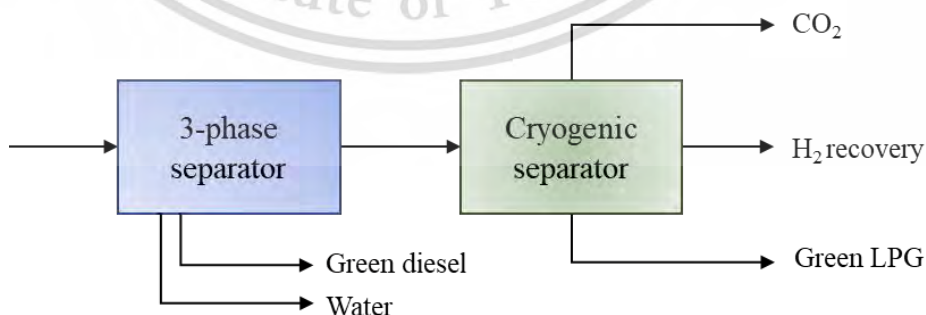 CO₂
3-phase
separator
Cryogenic
separator
H₂ recovery
Green diesel
Water
Green LPG